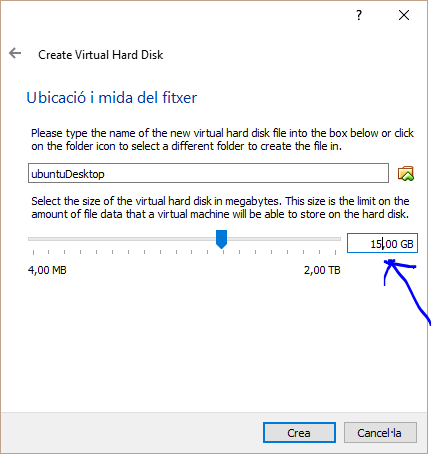 ?
Create Virtual Hard Disk
Ubicació i mida del fitxer
Please type the name of the new virtual hard disk file into the box below or click
on the folder icon to select a different folder to create the file in.
ubuntuDesktop
Select the size of the virtual hard disk in megabytes. This size is the limit on the
amount of file data that a virtual machine will be able to store on the hard disk.
15,00 GB
4,00 MB 2,00 TB
Crea Cancel·la